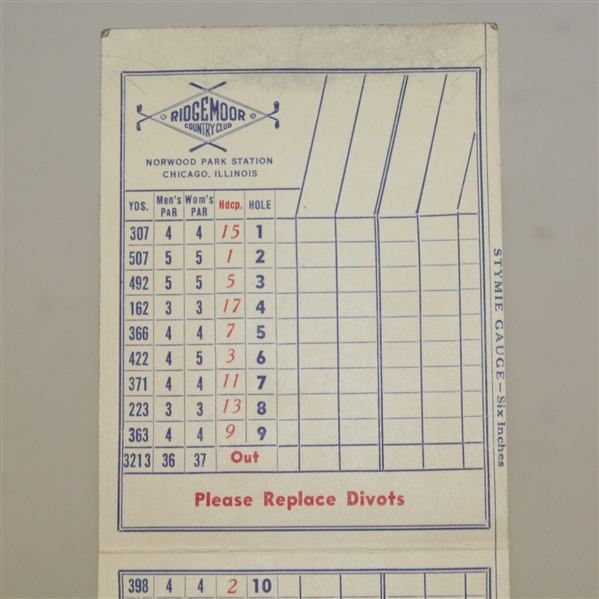 RIDGEMOOR
COUNTRY CLUB
NORWOOD PARK STATION
CHICAGO, ILLINOIS
YDS. Men's PAR Wom's PAR Hdcp. HOLE
307 4 4 15 1
507 5 5 1 2
492 5 5 5 3
162 3 3 17 4
366 4 4 7 5
422 4 5 3 6
371 4 4 11 7
223 3 3 13 8
363 4 4 9 9
3213 36 37 Out
Please Replace Divots
398 4 4 2 10
STYMIE GAUGE—Six Inches